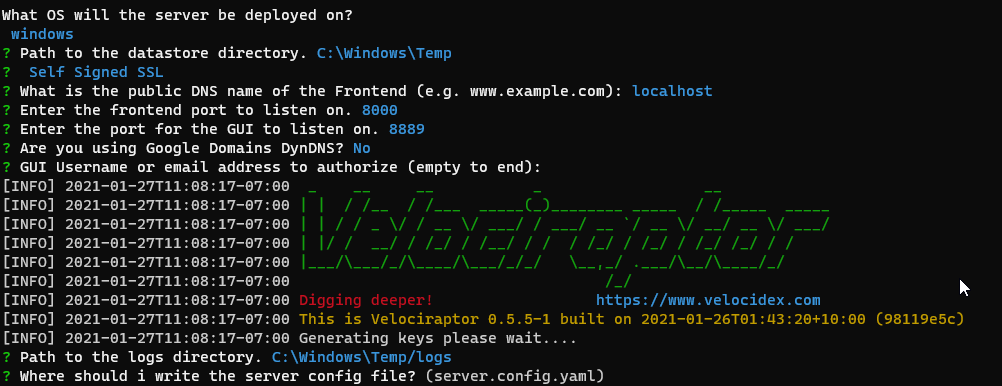 What OS will the server be deployed on?
windows
? Path to the datastore directory. C:\Windows\Temp
? Self Signed SSL
? What is the public DNS name of the Frontend (e.g. www.example.com): localhost
? Enter the frontend port to listen on. 8000
? Enter the port for the GUI to listen on. 8889
? Are you using Google Domains DynDNS? No
? GUI Username or email address to authorize (empty to end):
[INFO] 2021-01-27T11:08:17-07:00
[INFO] 2021-01-27T11:08:17-07:00
[INFO] 2021-01-27T11:08:17-07:00 Velociraptor
[INFO] 2021-01-27T11:08:17-07:00
[INFO] 2021-01-27T11:08:17-07:00
[INFO] 2021-01-27T11:08:17-07:00
[INFO] 2021-01-27T11:08:17-07:00 Digging deeper! https://www.velocidex.com
[INFO] 2021-01-27T11:08:17-07:00 This is Velociraptor 0.5.5-1 built on 2021-01-26T01:43:20+10:00 (98119e5c)
[INFO] 2021-01-27T11:08:17-07:00 Generating keys please wait....
? Path to the logs directory. C:\Windows\Temp/logs
? Where should i write the server config file? (server.config.yaml)